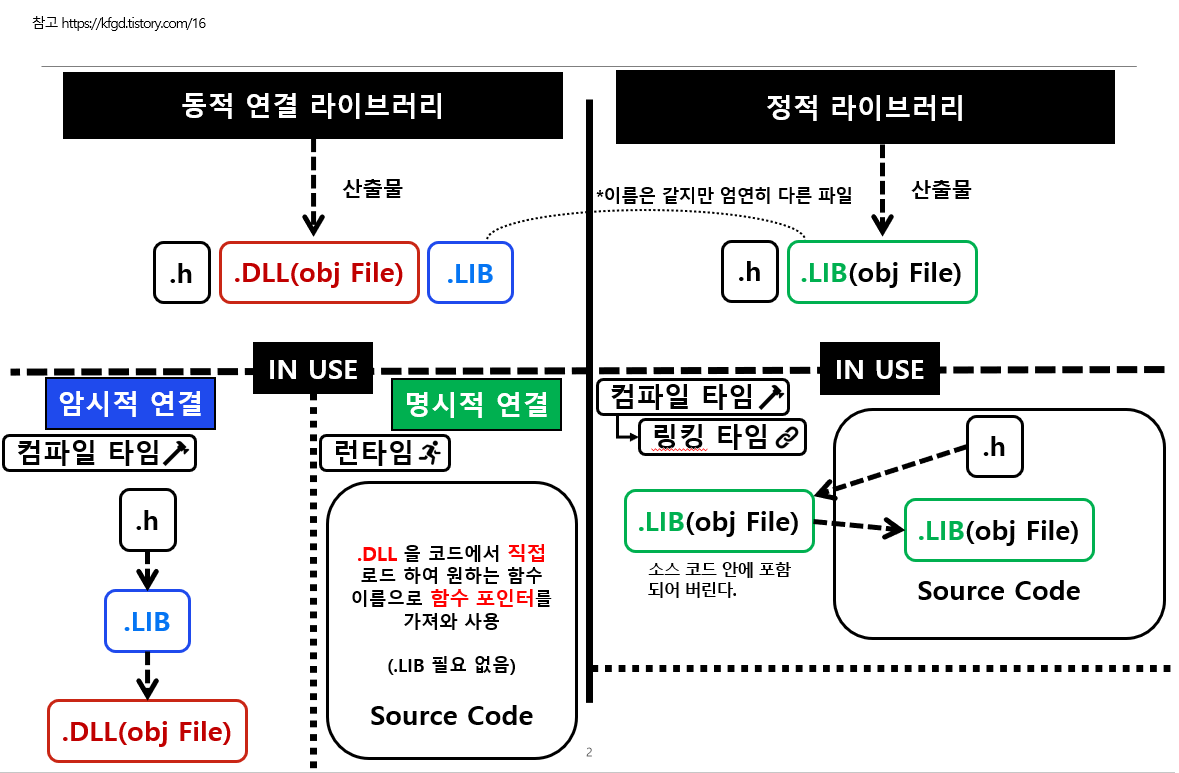 참고 https://kfgd.tistory.com/16
동적 연결 라이브러리
산출물
.h
.DLL(obj File)
.LIB
*이름은 같지만 엄연히 다른 파일
정적 라이브러리
산출물
.h
.LIB(obj File)
IN USE
암시적 연결
컴파일 타임
.h
.LIB
.DLL(obj File)
명시적 연결
런타임
.DLL 을 코드에서 직접
로드 하여 원하는 함수
이름으로 함수 포인터를
가져와 사용
(.LIB 필요 없음)
Source Code
IN USE
컴파일 타임
링킹 타임
.h
.LIB(obj File)
소스 코드 안에 포함
되어 버린다.
.LIB(obj File)
Source Code
2